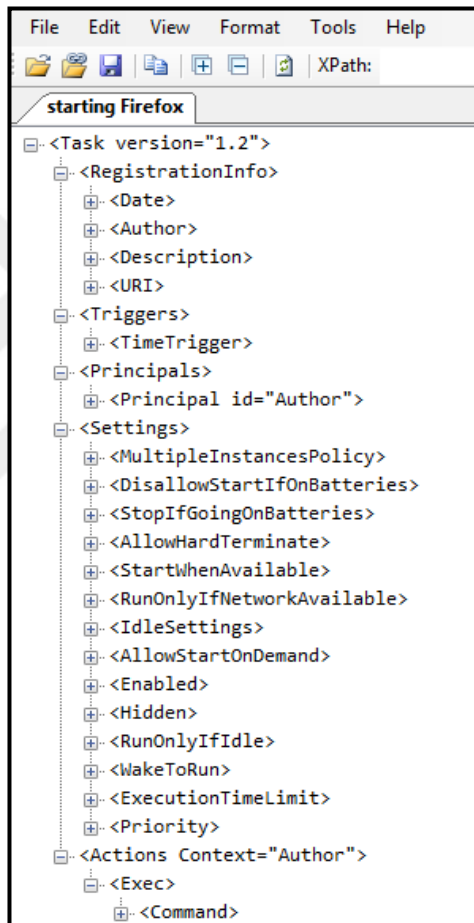 File Edit View Format Tools Help
XPath:
starting Firefox
<Task version="1.2">
<RegistrationInfo>
<Date>
<Author>
<Description>
<URI>
<Triggers>
<TimeTrigger>
<Principals>
<Principal id="Author">
<Settings>
<MultipleInstancesPolicy>
<DisallowStartIfOnBatteries>
<StopIfGoingOnBatteries>
<AllowHardTerminate>
<StartWhenAvailable>
<RunOnlyIfNetworkAvailable>
<IdleSettings>
<AllowStartOnDemand>
<Enabled>
<Hidden>
<RunOnlyIfIdle>
<WakeToRun>
<ExecutionTimeLimit>
<Priority>
<Actions Context="Author">
<Exec>
<Command>